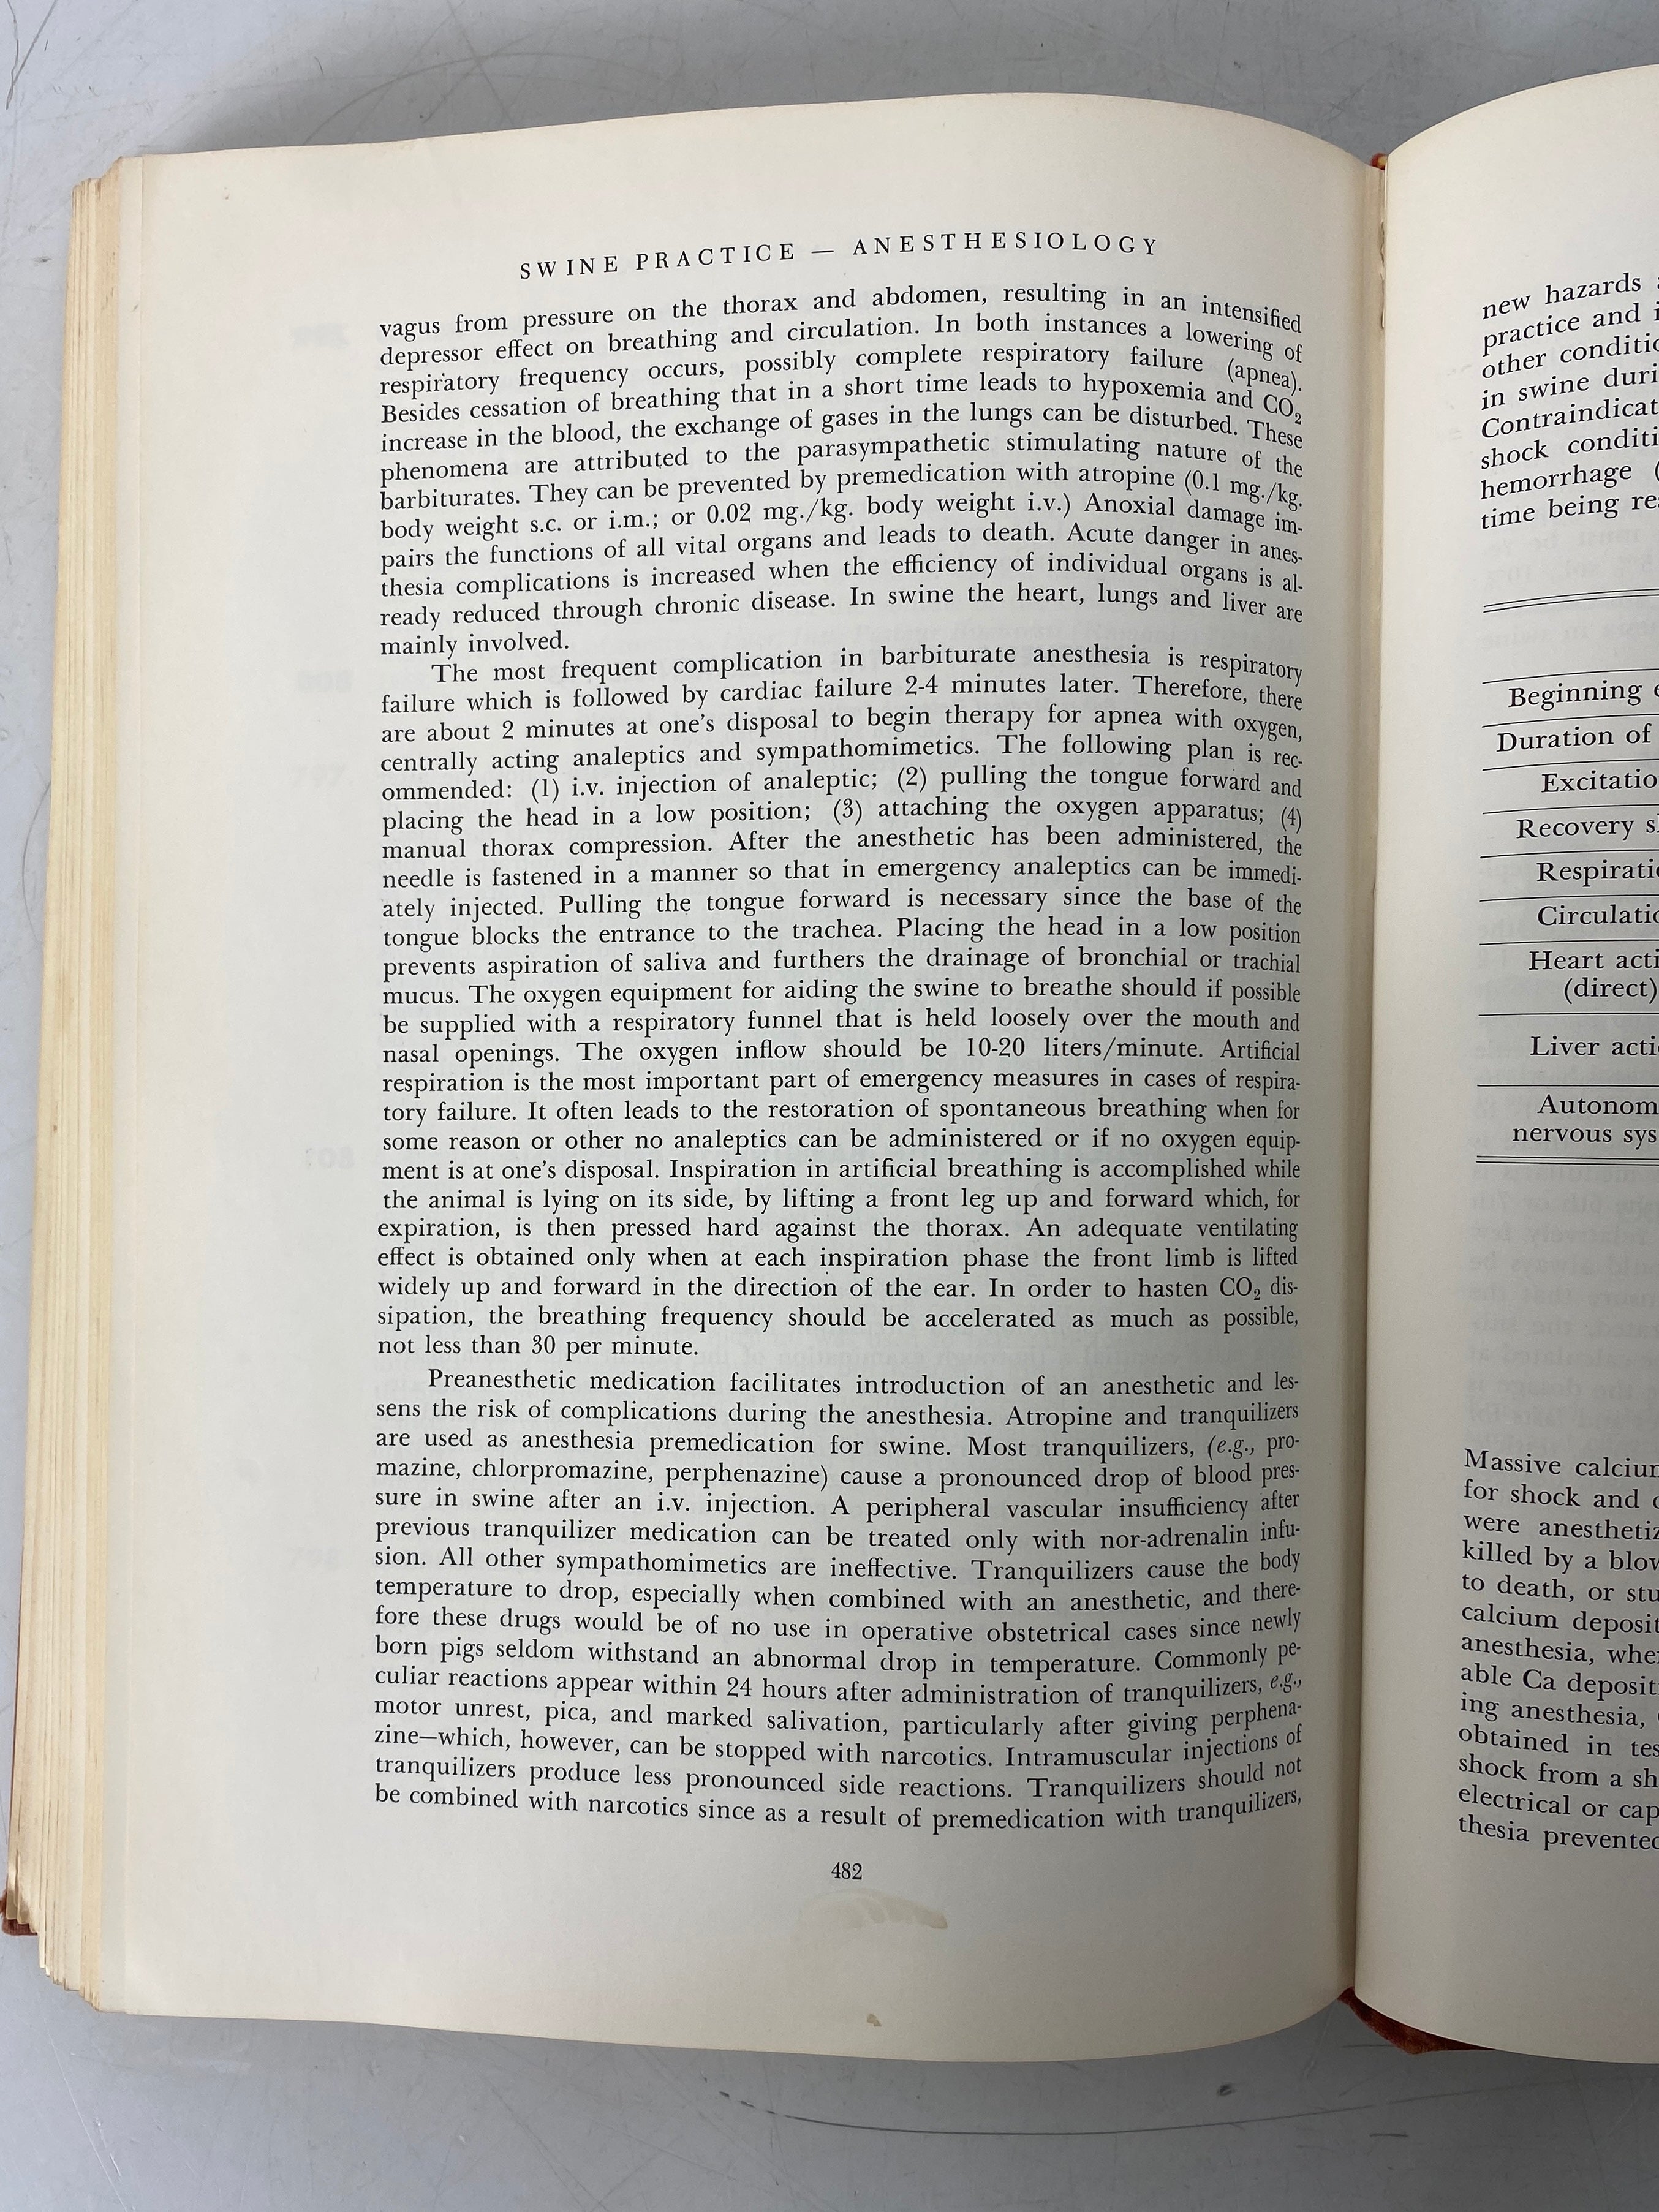 SWINE PRACTICE — ANESTHESIOLOGY
vagus from pressure on the thorax and abdomen, resulting in an intensified
depressor effect on breathing and circulation. In both instances a lowering of
respiratory frequency occurs, possibly complete respiratory failure (apnea).
Besides cessation of breathing that in a short time leads to hypoxemia and CO₂
increase in the blood, the exchange of gases in the lungs can be disturbed. These
phenomena are attributed to the parasympathetic stimulating nature of the
barbiturates. They can be prevented by premedication with atropine (0.1 mg./kg.
body weight s.c. or i.m.; or 0.02 mg./kg. body weight i.v.) Anoxial damage im-
pairs the functions of all vital organs and leads to death. Acute danger in anes-
thesia complications is increased when the efficiency of individual organs is al-
ready reduced through chronic disease. In swine the heart, lungs and liver are
mainly involved.
The most frequent complication in barbiturate anesthesia is respiratory
failure which is followed by cardiac failure 2-4 minutes later. Therefore, there
are about 2 minutes at one's disposal to begin therapy for apnea with oxygen,
centrally acting analeptics and sympathomimetics. The following plan is rec-
ommended: (1) i.v. injection of analeptic; (2) pulling the tongue forward and
placing the head in a low position; (3) attaching the oxygen apparatus; (4)
manual thorax compression. After the anesthetic has been administered, the
needle is fastened in a manner so that in emergency analeptics can be immedi-
ately injected. Pulling the tongue forward is necessary since the base of the
tongue blocks the entrance to the trachea. Placing the head in a low position
prevents aspiration of saliva and furthers the drainage of bronchial or trachial
mucus. The oxygen equipment for aiding the swine to breathe should if possible
be supplied with a respiratory funnel that is held loosely over the mouth and
nasal openings. The oxygen inflow should be 10-20 liters/minute. Artificial
respiration is the most important part of emergency measures in cases of respira-
tory failure. It often leads to the restoration of spontaneous breathing when for
some reason or other no analeptics can be administered or if no oxygen equip-
ment is at one's disposal. Inspiration in artificial breathing is accomplished while
the animal is lying on its side, by lifting a front leg up and forward which, for
expiration, is then pressed hard against the thorax. An adequate ventilating
effect is obtained only when at each inspiration phase the front limb is lifted
widely up and forward in the direction of the ear. In order to hasten CO₂ dis-
sipation, the breathing frequency should be accelerated as much as possible,
not less than 30 per minute.
Preanesthetic medication facilitates introduction of an anesthetic and les-
sens the risk of complications during the anesthesia. Atropine and tranquilizers
are used as anesthesia premedication for swine. Most tranquilizers, (e.g., pro-
mazine, chlorpromazine, perphenazine) cause a pronounced drop of blood pres-
sure in swine after an i.v. injection. A peripheral vascular insufficiency after
previous tranquilizer medication can be treated only with nor-adrenalin infu-
sion. All other sympathomimetics are ineffective. Tranquilizers cause the body
temperature to drop, especially when combined with an anesthetic, and there-
fore these drugs would be of no use in operative obstetrical cases since newly
born pigs seldom withstand an abnormal drop in temperature. Commonly pe-
culiar reactions appear within 24 hours after administration of tranquilizers, e.g.,
motor unrest, pica, and marked salivation, particularly after giving perphena-
zine—which, however, can be stopped with narcotics. Intramuscular injections of
tranquilizers produce less pronounced side reactions. Tranquilizers should not
be combined with narcotics since as a result of premedication with tranquilizers,
482
new hazards
practice and
other
in swine
Contraindicat
shock
hemorrhage (
time being
Beginning
Duration of
Excitatio
Recovery
Respirati
Circulatio
Heart acti
(direct)
Liver acti
Autonom
nervous sys
Massive calcium
for shock and
were anesthetiz
killed by a blow
to death, or stu
calcium deposit
anesthesia, whe
able Ca deposit
ing anesthesia,
obtained in tes
shock from a sh
electrical or cap
thesia prevented